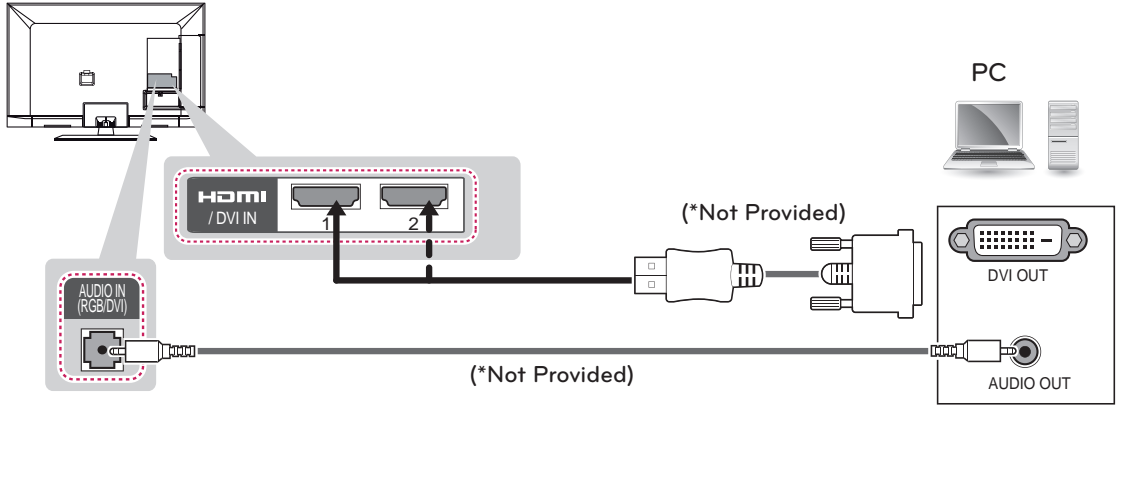 PC
HDMI
/ DVI IN
1
2
(*Not Provided)
DVI OUT
AUDIO IN
(RGB/DVI)
(*Not Provided)
AUDIO OUT